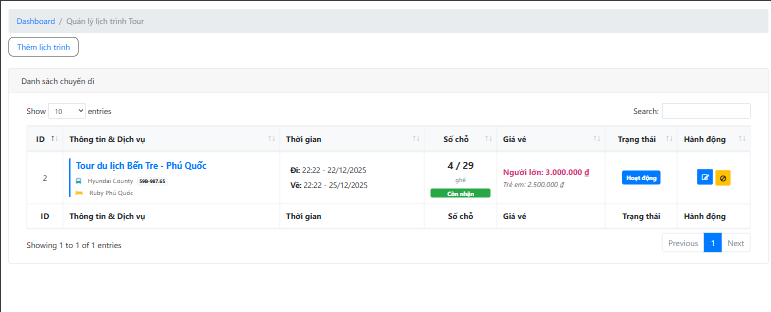 Dashboard / Quản lý lịch trình Tour
Thêm lịch trình
Danh sách chuyến đi
Show 10 entries
Search:
ID Thông tin & Dịch vụ Thời gian Số chỗ Giá vé Trạng thái Hành động
2
Tour du lịch Bến Tre - Phú Quốc
Hyundai County 59B-987.65
Ruby Phú Quốc
Đi: 22:22 - 22/12/2025
Về: 22:22 - 25/12/2025
4 / 29
ghế
Còn nhận
Người lớn: 3.000.000 ₫
Trẻ em: 2.500.000 ₫
Hoạt động
ID Thông tin & Dịch vụ Thời gian Số chỗ Giá vé Trạng thái Hành động
Showing 1 to 1 of 1 entries
Previous 1 Next